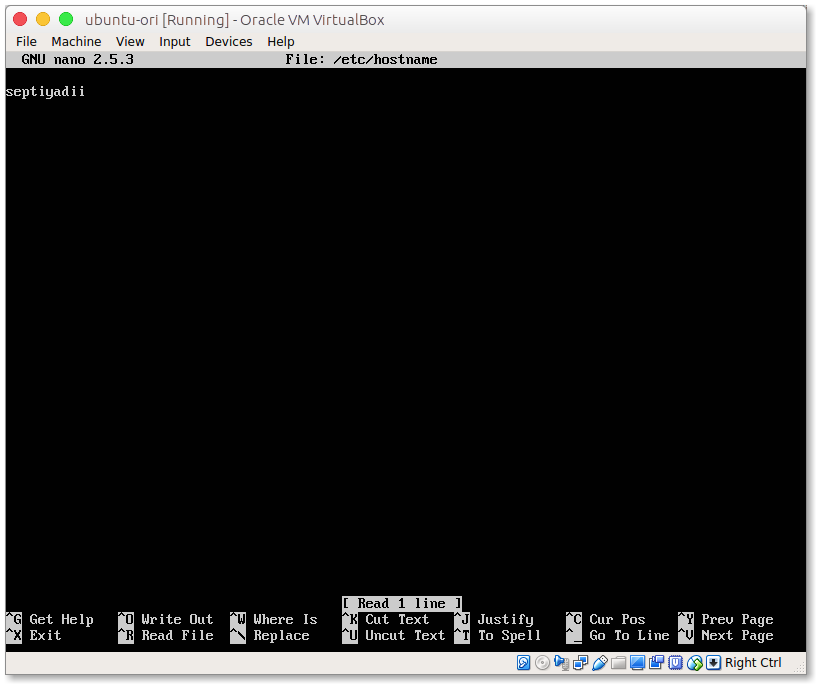 ubuntu-ori [Running] - Oracle VM VirtualBox
File Machine View Input Devices Help
GNU nano 2.5.3 File: /etc/hostname
septiyadii
[ Read 1 line ]
^G Get Help ^O Write Out ^W Where Is ^K Cut Text ^J Justify ^C Cur Pos ^Y Prev Page
^X Exit ^R Read File ^\ Replace ^U Uncut Text ^T To Spell ^_ Go To Line ^V Next Page
Right Ctrl